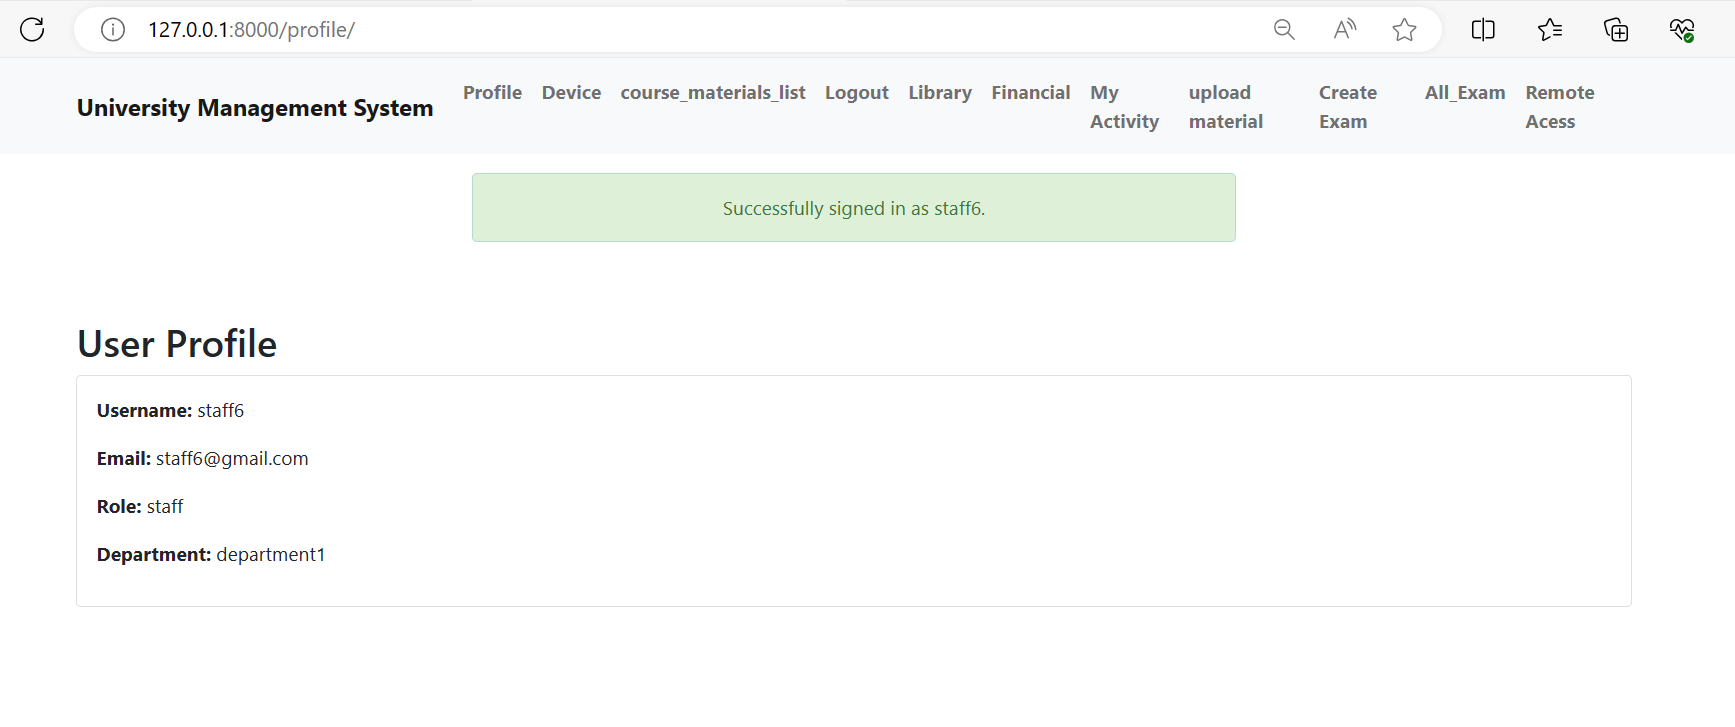 127.0.0.1:8000/profile/
University Management System
Profile Device course_materials_list Logout Library Financial My Activity upload material Create Exam All_Exam Remote Acess
Successfully signed in as staff6.
User Profile
Username: staff6
Email: staff6@gmail.com
Role: staff
Department: department1